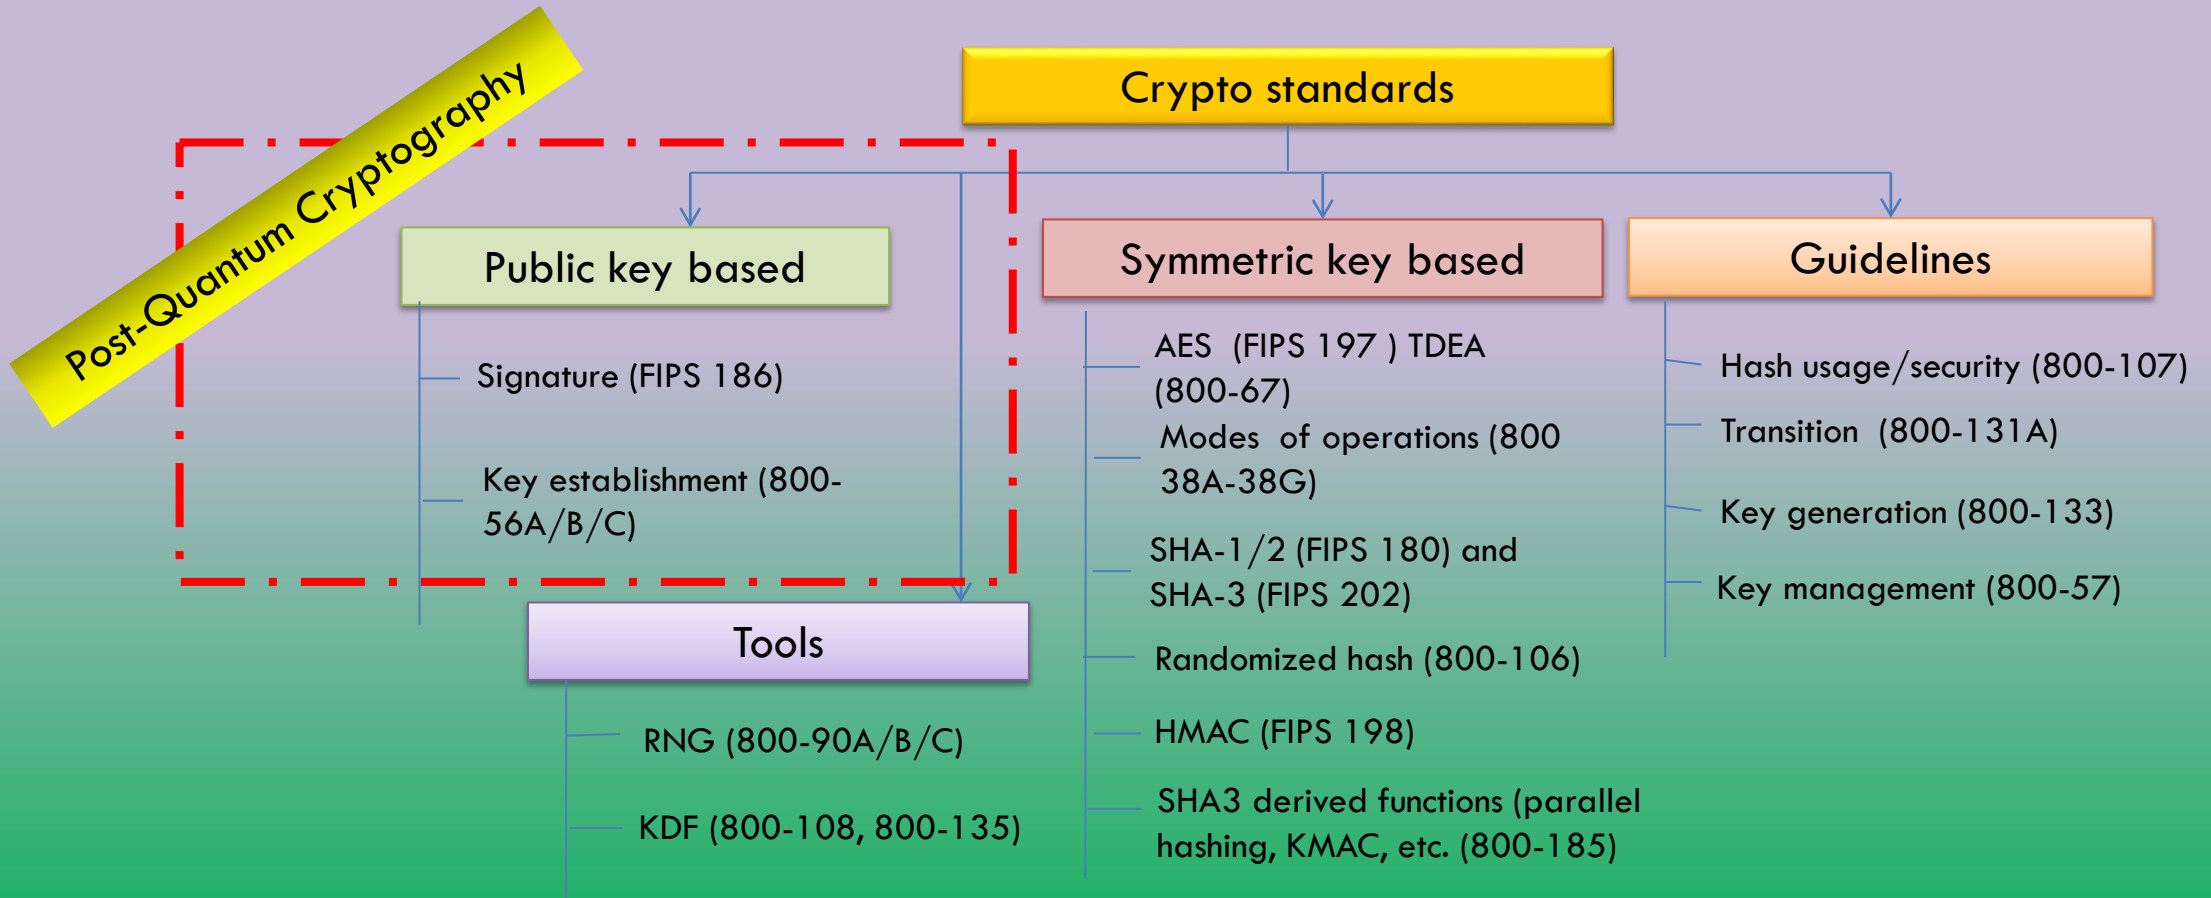 Post-Quantum Cryptography
Crypto standards
Public key based
Signature (FIPS 186)
Key establishment (800-
56A/B/C)
Tools
RNG (800-90A/B/C)
KDF (800-108, 800-135)
Symmetric key based
AES (FIPS 197 ) TDEA
(800-67)
Modes of operations (800
38A-38G)
SHA-1/2 (FIPS 180) and
SHA-3 (FIPS 202)
Randomized hash (800-106)
HMAC (FIPS 198)
SHA3 derived functions (parallel
hashing, KMAC, etc. (800-185)
Guidelines
Hash usage/security (800-107)
Transition (800-131A)
Key generation (800-133)
Key management (800-57)